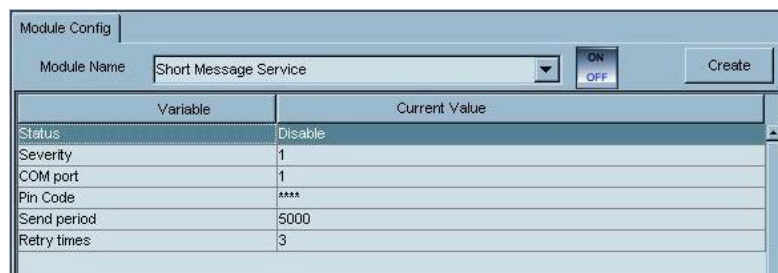 Module Config
Module Name Short Message Service ON OFF Create
Variable Current Value
Status Disable
Severity 1
COM port 1
Pin Code ****
Send period 5000
Retry times 3